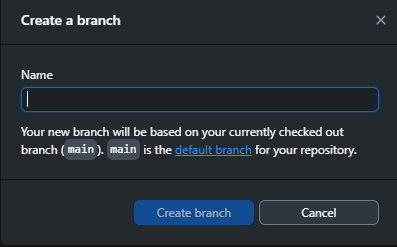 Create a branch
Name
Your new branch will be based on your currently checked out
branch (main). main is the default branch for your repository.
Create branch
Cancel